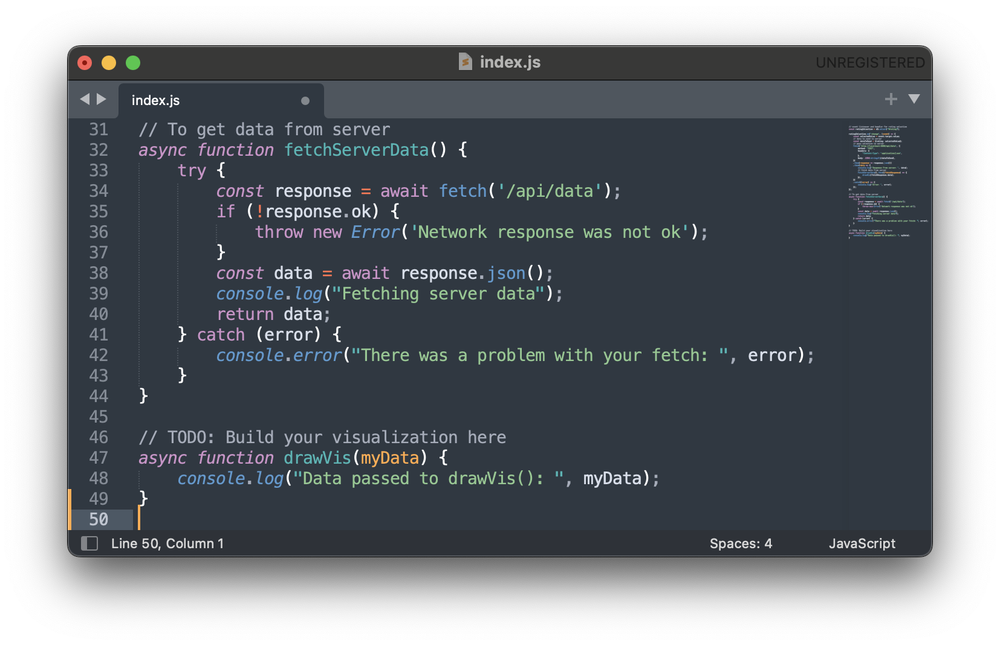 index.js
UNREGISTERED
index.js
31 // To get data from server
32 async function fetchServerData() {
33     try {
34         const response = await fetch('/api/data');
35         if (!response.ok) {
36             throw new Error('Network response was not ok');
37         }
38         const data = await response.json();
39         console.log("Fetching server data");
40         return data;
41     } catch (error) {
42         console.error("There was a problem with your fetch: ", error);
43     }
44 }
45
46 // TODO: Build your visualization here
47 async function drawVis(myData) {
48     console.log("Data passed to drawVis(): ", myData);
49 }
50
Line 50, Column 1
Spaces: 4
JavaScript